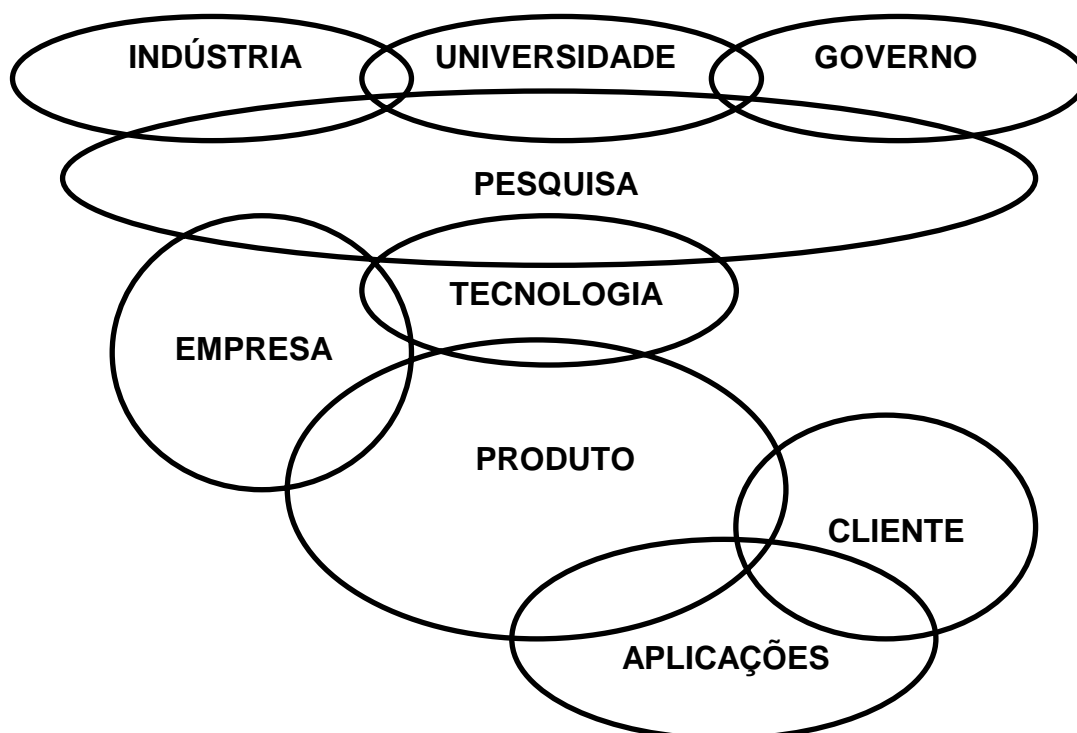 INDÚSTRIA UNIVERSIDADE GOVERNO
PESQUISA
TECNOLOGIA
EMPRESA
PRODUTO
CLIENTE
APLICAÇÕES